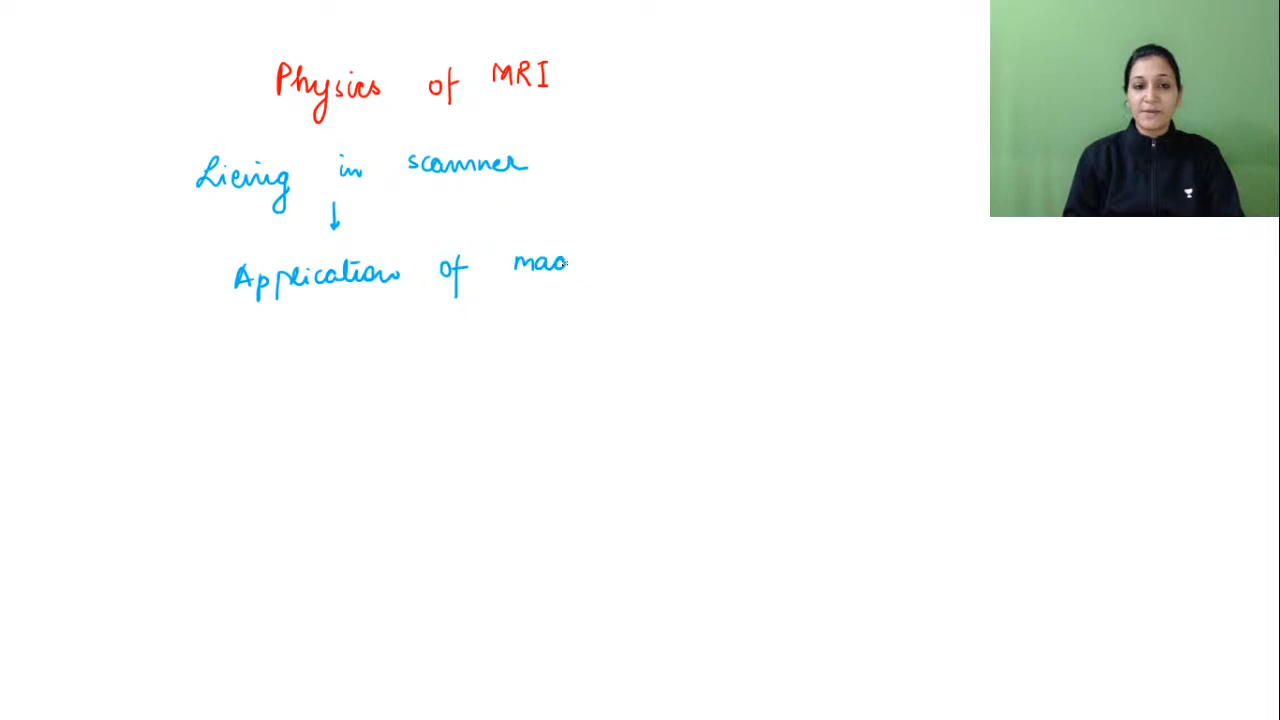 Physics of MRI
Lieing in scanner
Application of mag